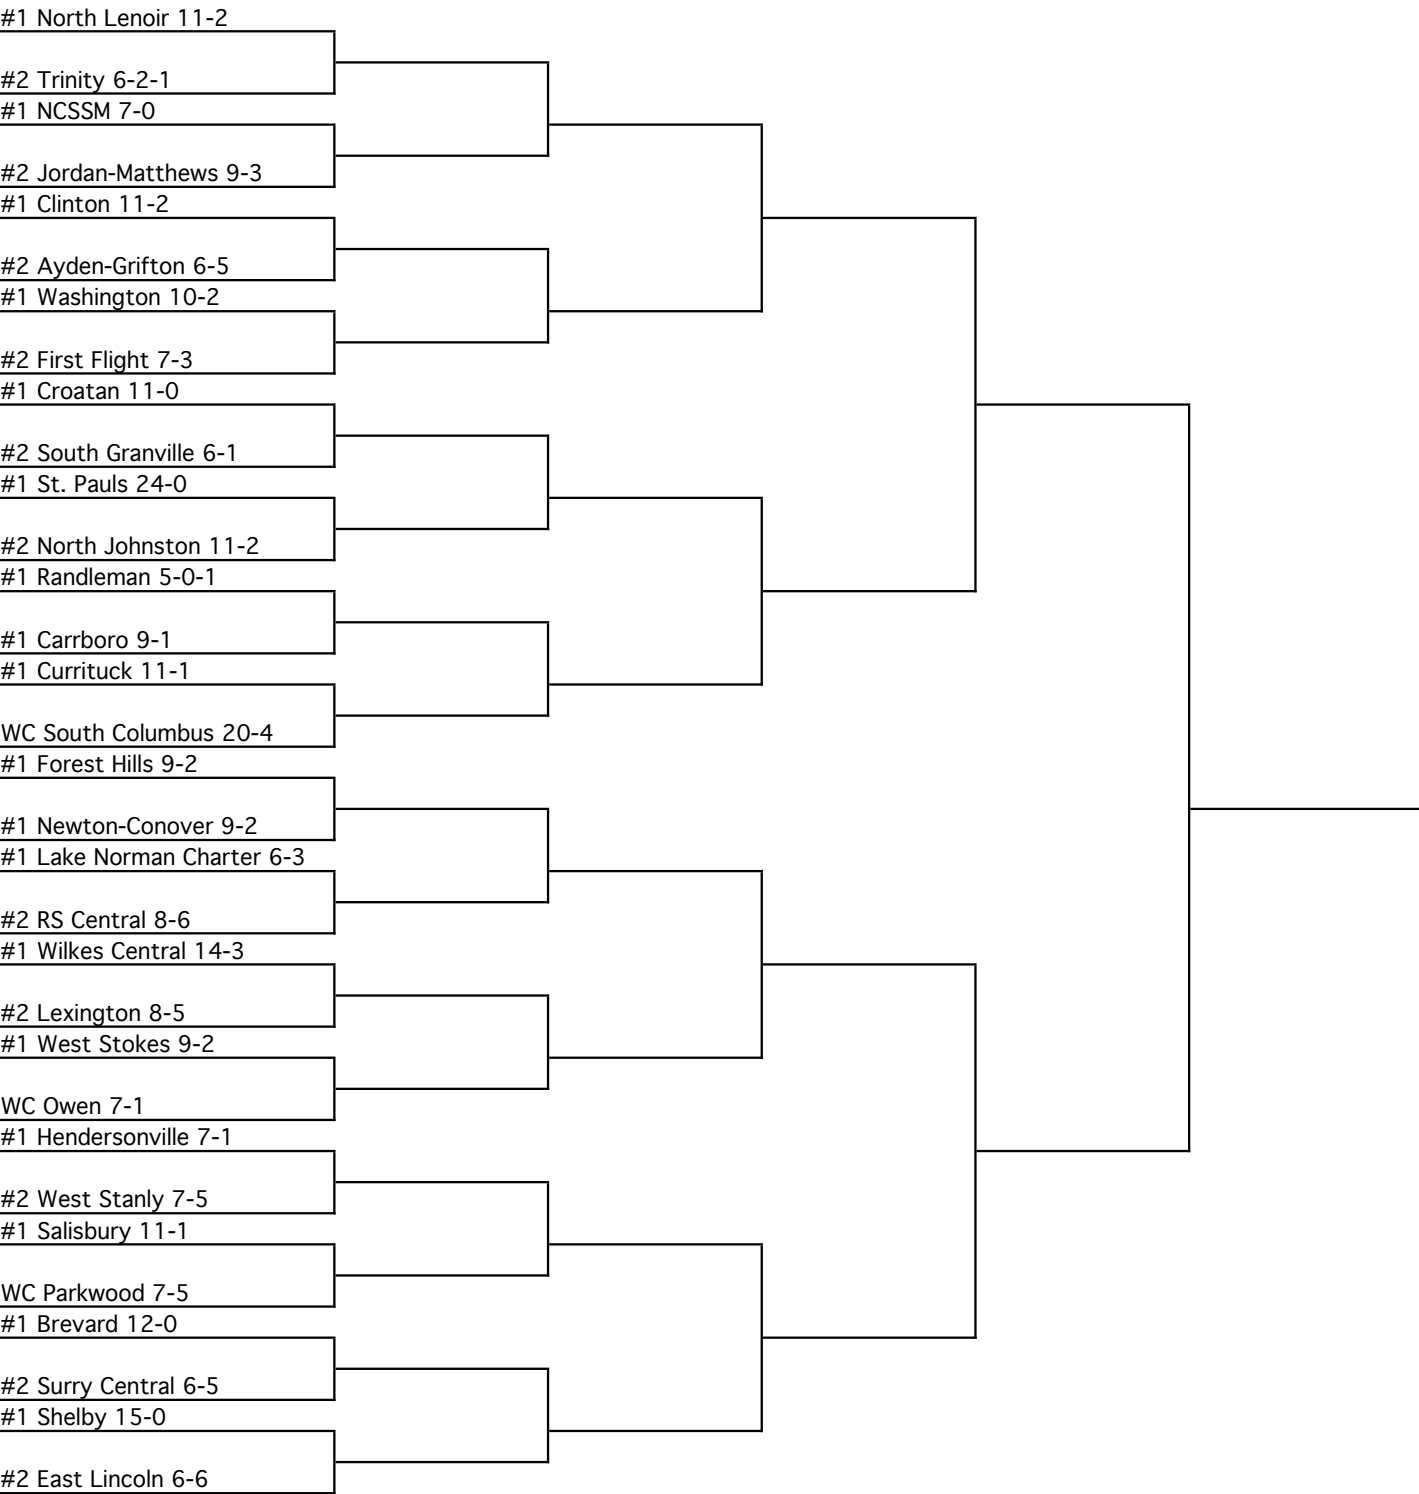 #1 North Lenoir 11-2
#2 Trinity 6-2-1
#1 NCSSM 7-0
#2 Jordan-Matthews 9-3
#1 Clinton 11-2
#2 Ayden-Grifton 6-5
#1 Washington 10-2
#2 First Flight 7-3
#1 Croatan 11-0
#2 South Granville 6-1
#1 St. Pauls 24-0
#2 North Johnston 11-2
#1 Randleman 5-0-1
#1 Carrboro 9-1
#1 Currituck 11-1
WC South Columbus 20-4
#1 Forest Hills 9-2
#1 Newton-Conover 9-2
#1 Lake Norman Charter 6-3
#2 RS Central 8-6
#1 Wilkes Central 14-3
#2 Lexington 8-5
#1 West Stokes 9-2
WC Owen 7-1
#1 Hendersonville 7-1
#2 West Stanly 7-5
#1 Salisbury 11-1
WC Parkwood 7-5
#1 Brevard 12-0
#2 Surry Central 6-5
#1 Shelby 15-0
#2 East Lincoln 6-6